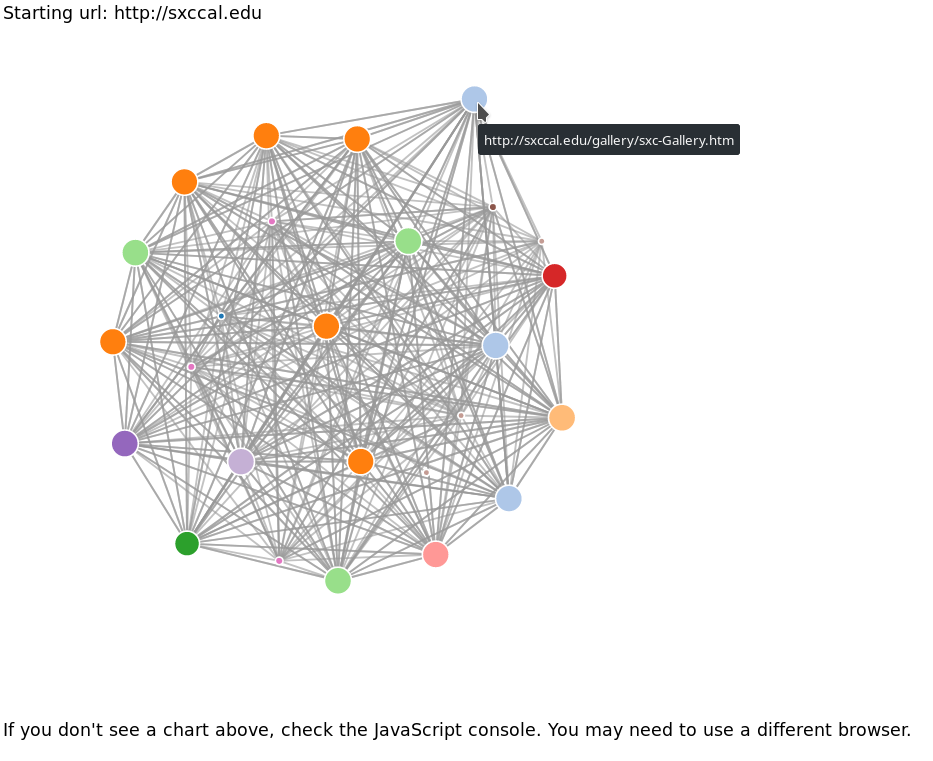 Starting url: http://sxccal.edu
http://sxccal.edu/gallery/sxc-Gallery.htm
If you don't see a chart above, check the JavaScript console. You may need to use a different browser.